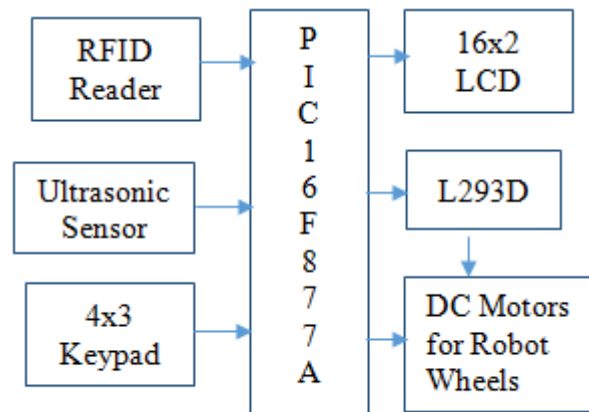 RFID
Reader
Ultrasonic
Sensor
4x3
Keypad
P
I
C
1
6
F
8
7
7
A
16x2
LCD
L293D
DC Motors
for Robot
Wheels